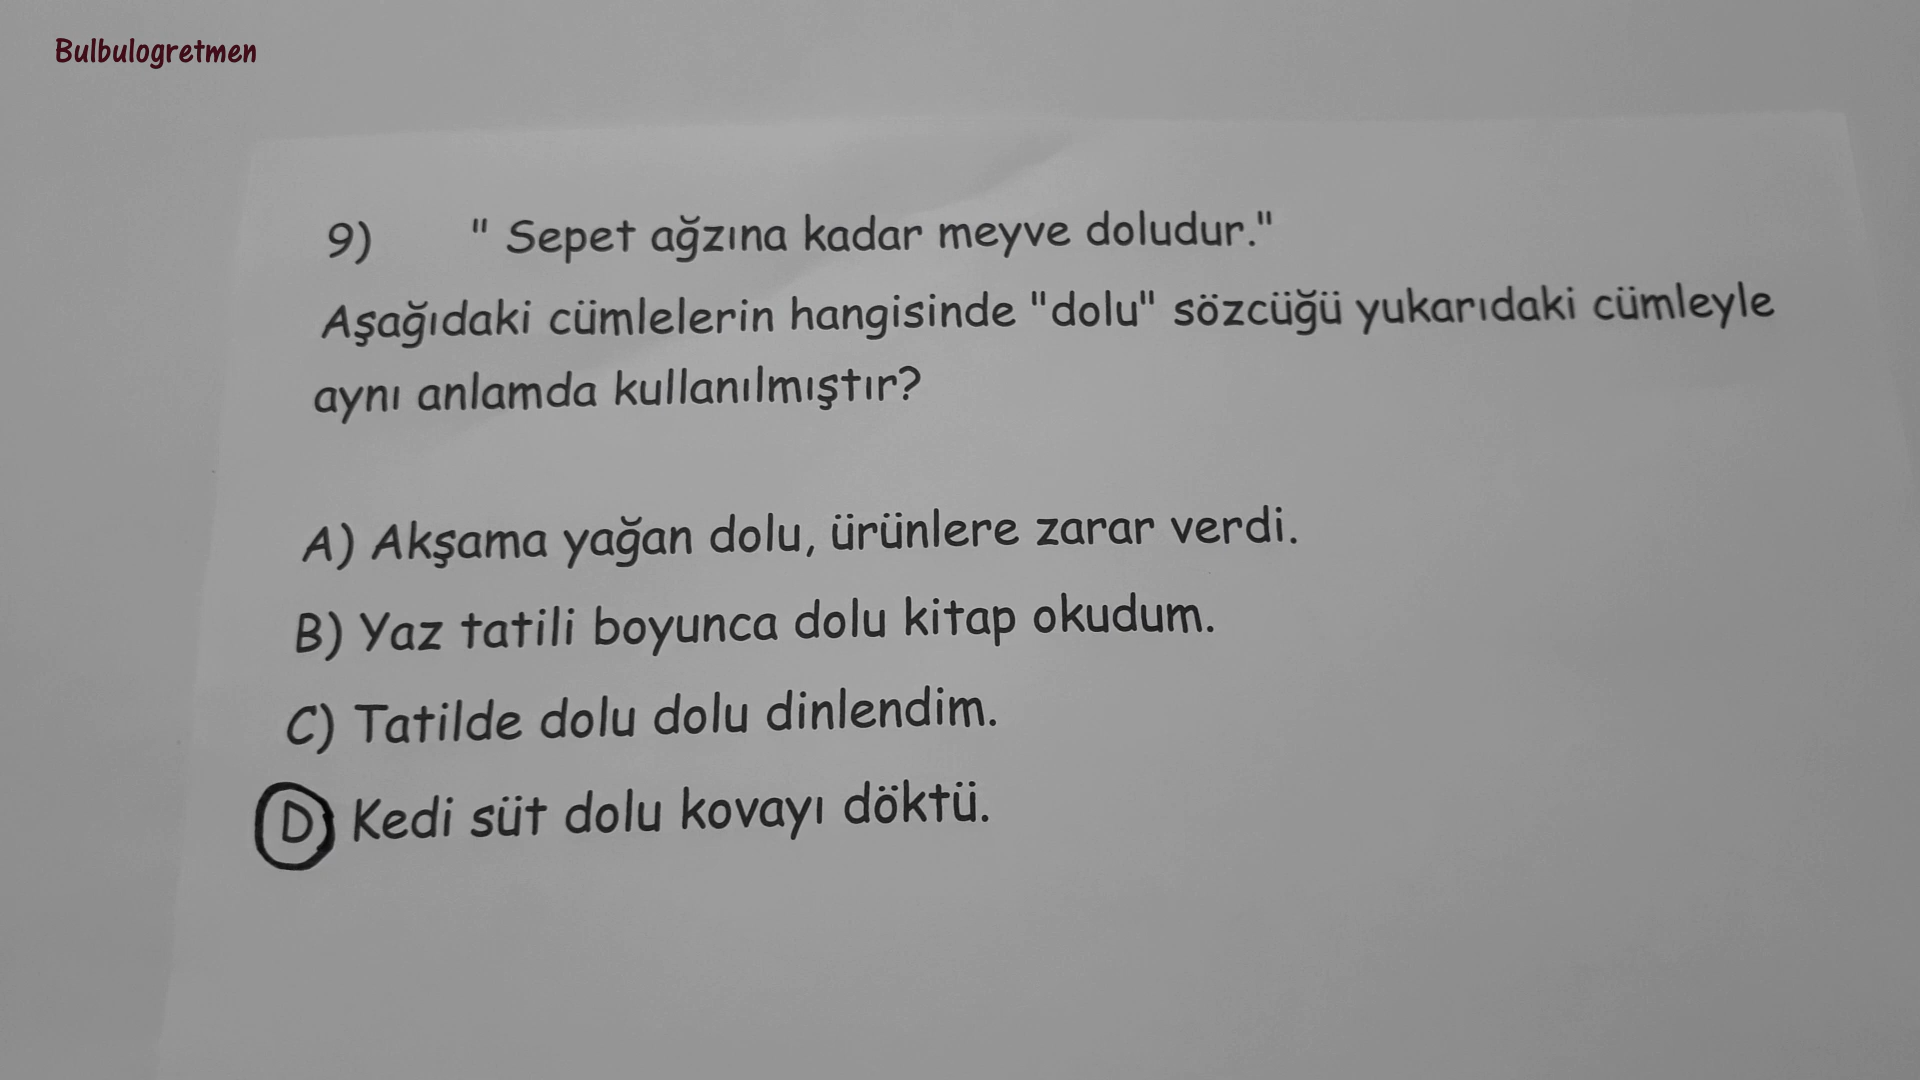 Bulbulogretmen
9) " Sepet ağzına kadar meyve doludur."
Aşağıdaki cümlelerin hangisinde "dolu" sözcüğü yukarıdaki cümleyle
aynı anlamda kullanılmıştır?
A) Akşama yağan dolu, ürünlere zarar verdi.
B) Yaz tatili boyunca dolu kitap okudum.
C) Tatilde dolu dolu dinlendim.
D) Kedi süt dolu kovayı döktü.